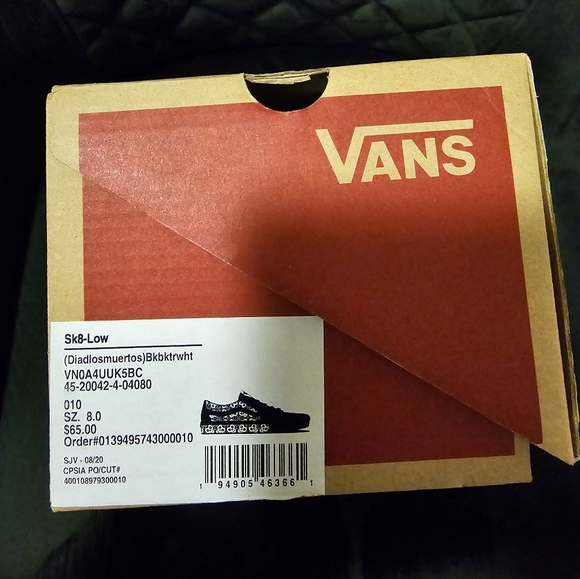 VANS
Sk8-Low
(Diadlosmuertos)Bkbktrwht
VN0A4UUK5BC
45-20042-4-04080
010
SZ. 8.0
$65.00
Order#0139495743000010
SJV - 08/20
CPSIA PO/CUT#
400108979300010
1 94905 46366 1